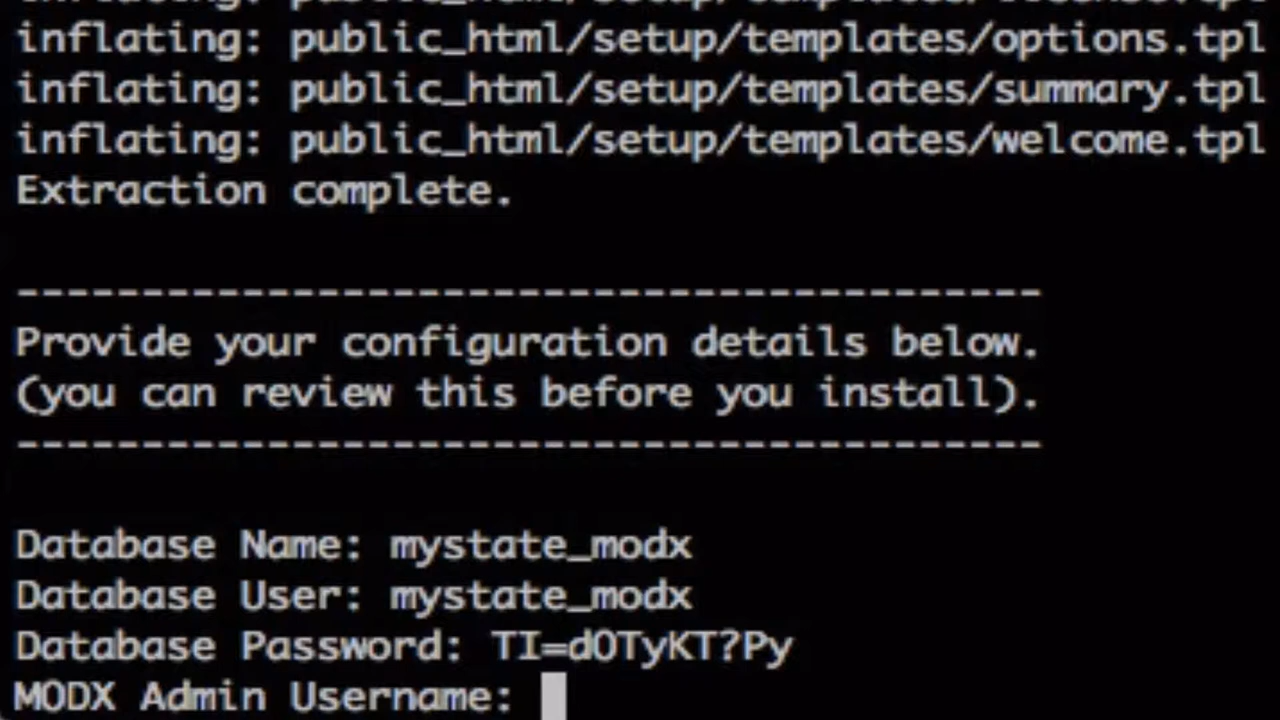 inflating: public_html/setup/templates/options.tpl
inflating: public_html/setup/templates/summary.tpl
inflating: public_html/setup/templates/welcome.tpl
Extraction complete.
-----------------------------------------
Provide your configuration details below.
(you can review this before you install).
-----------------------------------------
Database Name: mystate_modx
Database User: mystate_modx
Database Password: TI=dOTyKT?Py
MODX Admin Username: